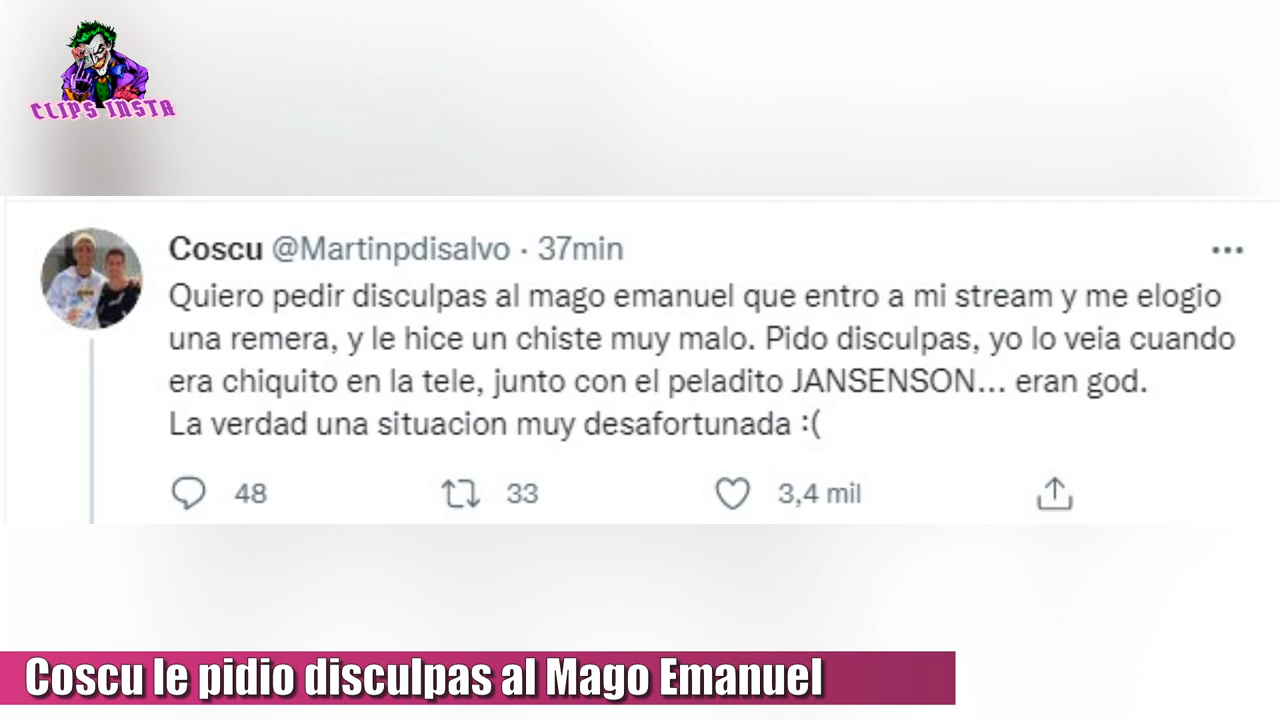 CLIPS INSTA
Coscu @Martinpdisalvo · 37min
Quiero pedir disculpas al mago emanuel que entro a mi stream y me elogio
una remera, y le hice un chiste muy malo. Pido disculpas, yo lo veia cuando
era chiquito en la tele, junto con el peladito JANSENSON... eran god.
La verdad una situacion muy desafortunada :(
48 33 3,4 mil
Coscu le pidio disculpas al Mago Emanuel